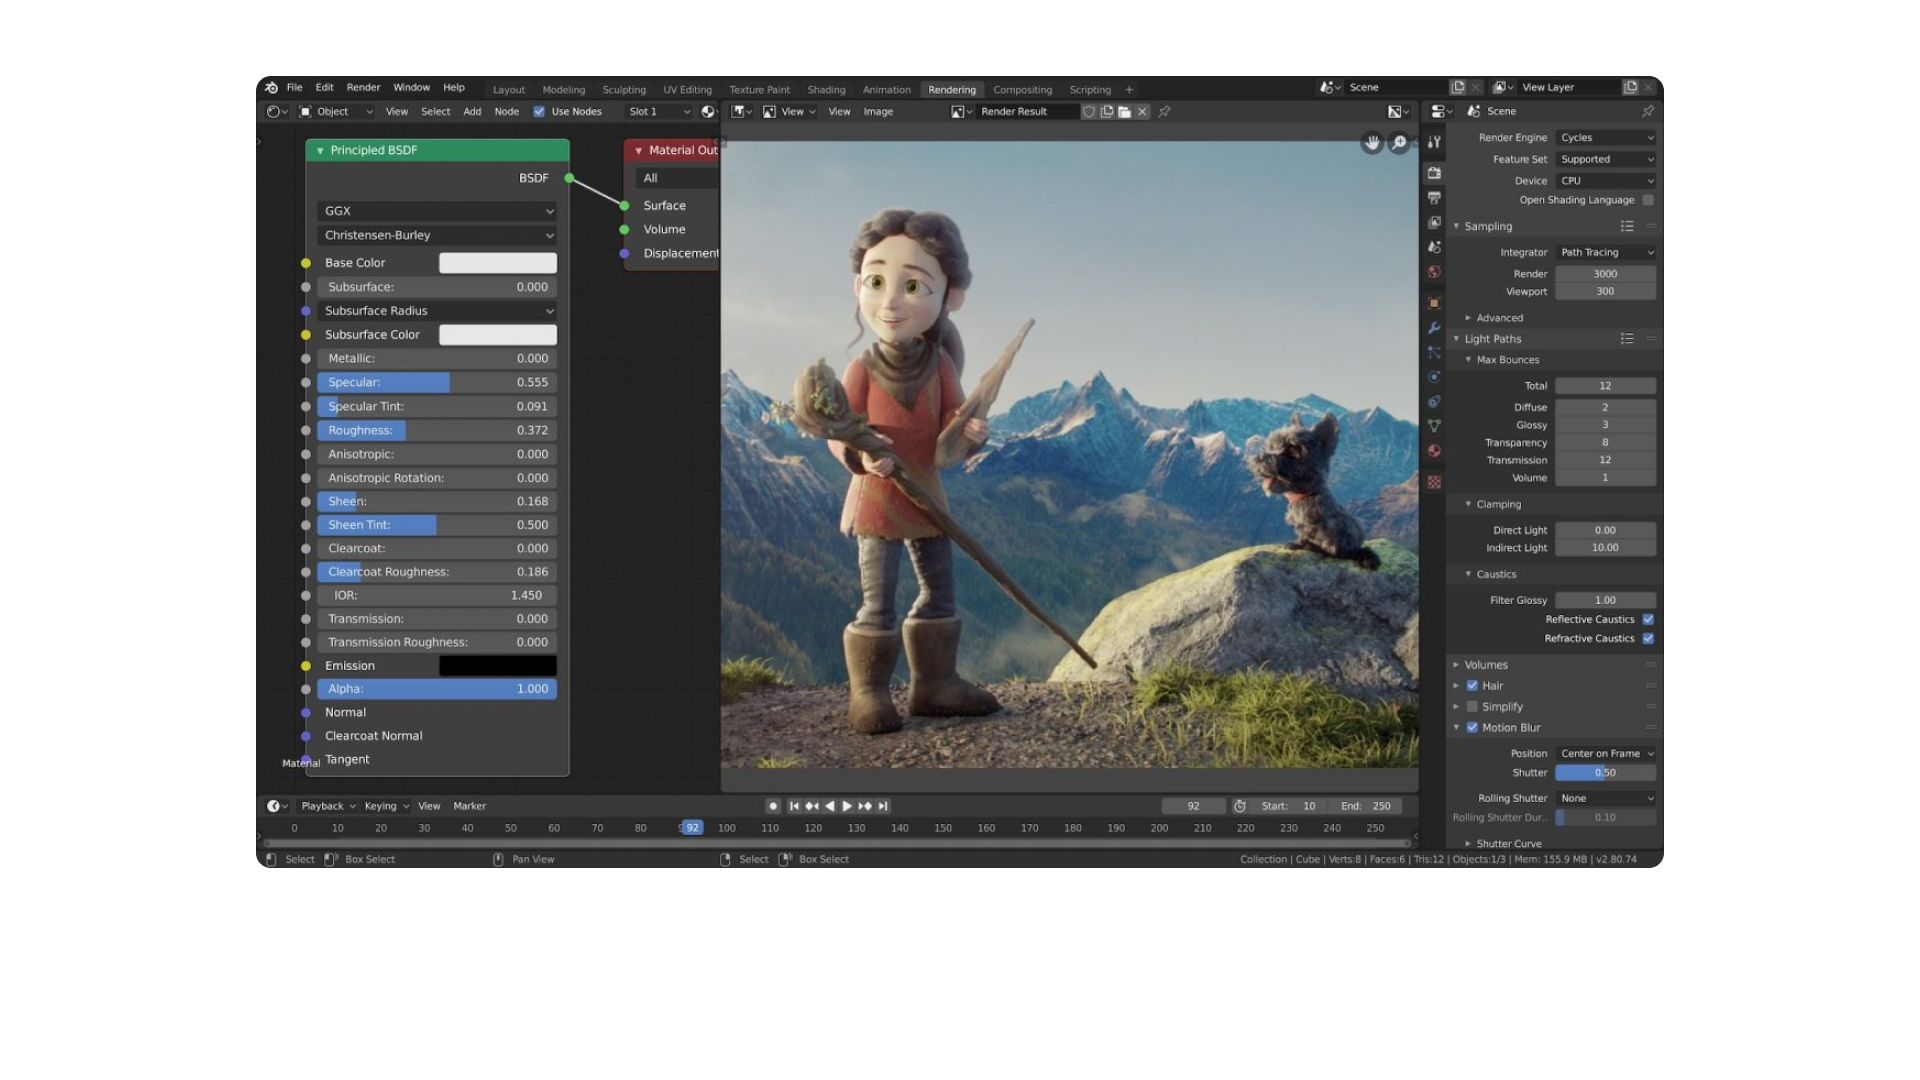 File Edit Render Window Help Layout Modeling Sculpting UV Editing Texture Paint Shading Animation Rendering Compositing Scripting + Scene View Layer
Object View Select Add Node Use Nodes Slot 1 View View Image Render Result Scene
Principled BSDF
BSDF
GGX
Christensen-Burley
Base Color
Subsurface: 0.000
Subsurface Radius
Subsurface Color
Metallic: 0.000
Specular: 0.555
Specular Tint: 0.091
Roughness: 0.372
Anisotropic: 0.000
Anisotropic Rotation: 0.000
Sheen: 0.168
Sheen Tint: 0.500
Clearcoat: 0.000
Clearcoat Roughness: 0.186
IOR: 1.450
Transmission: 0.000
Transmission Roughness: 0.000
Emission
Alpha: 1.000
Normal
Clearcoat Normal
Tangent
Material
Material Out
All
Surface
Volume
Displacement
Render Engine Cycles
Feature Set Supported
Device CPU
Open Shading Language
Sampling
Integrator Path Tracing
Render 3000
Viewport 300
Advanced
Light Paths
Max Bounces
Total 12
Diffuse 2
Glossy 3
Transparency 8
Transmission 12
Volume 1
Clamping
Direct Light 0.00
Indirect Light 10.00
Caustics
Filter Glossy 1.00
Reflective Caustics
Refractive Caustics
Volumes
Hair
Simplify
Motion Blur
Position Center on Frame
Shutter 0.50
Rolling Shutter None
Rolling Shutter Dur.. 0.10
Shutter Curve
Playback Keying View Marker 92 Start: 10 End: 250
0 10 20 30 40 50 60 70 80 92 100 110 120 130 140 150 160 170 180 190 200 210 220 230 240 250
Select Box Select Pan View Select Box Select Collection | Cube | Verts:8 | Faces:6 | Tris:12 | Objects:1/3 | Mem: 155.9 MB | v2.80.74